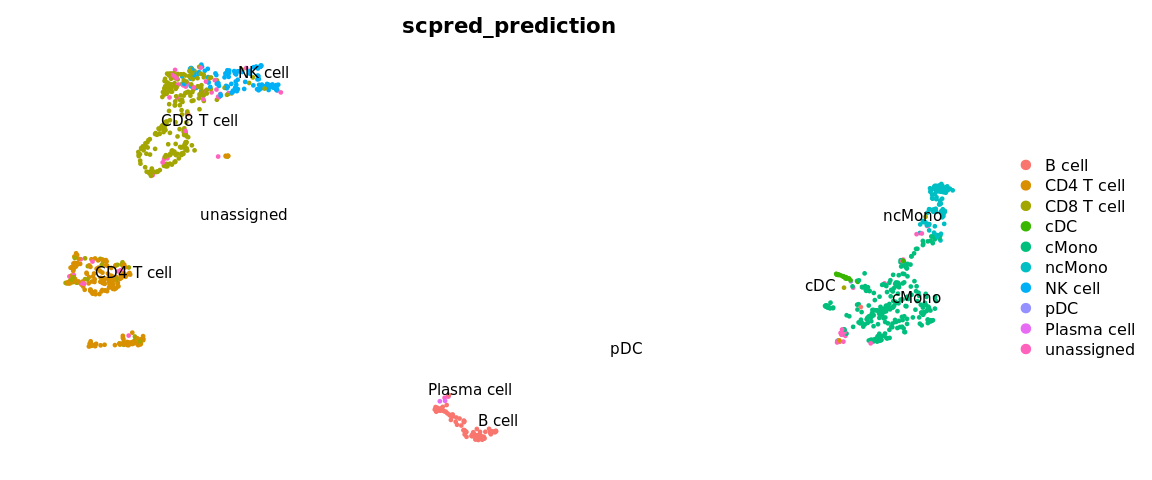 scpred_prediction
NK cell
CD8 T cell
unassigned
ncMono
CD4 T cell
cDC
cMono
pDC
Plasma cell
B cell
B cell
CD4 T cell
CD8 T cell
cDC
cMono
ncMono
NK cell
pDC
Plasma cell
unassigned